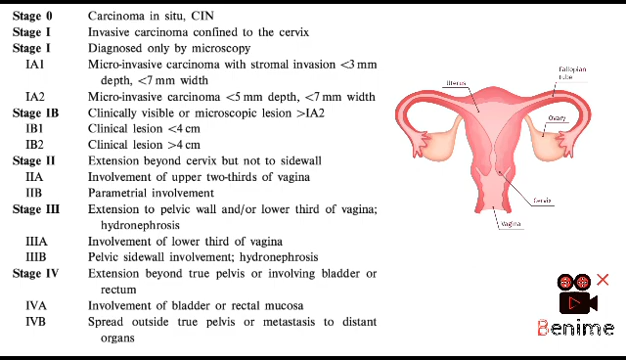 Stage 0 Carcinoma in situ, CIN
Stage I Invasive carcinoma confined to the cervix
Stage I Diagnosed only by microscopy
IA1 Micro-invasive carcinoma with stromal invasion <3 mm
depth, <7 mm width
IA2 Micro-invasive carcinoma <5 mm depth, <7 mm width
Stage IB Clinically visible or microscopic lesion >IA2
IB1 Clinical lesion <4 cm
IB2 Clinical lesion >4 cm
Stage II Extension beyond cervix but not to sidewall
IIA Involvement of upper two-thirds of vagina
IIB Parametrial involvement
Stage III Extension to pelvic wall and/or lower third of vagina;
hydronephrosis
IIIA Involvement of lower third of vagina
IIIB Pelvic sidewall involvement; hydronephrosis
Stage IV Extension beyond true pelvis or involving bladder or
rectum
IVA Involvement of bladder or rectal mucosa
IVB Spread outside true pelvis or metastasis to distant
organs
Fallopian
tube
Uterus
Ovary
Cervix
Vagina
Benime